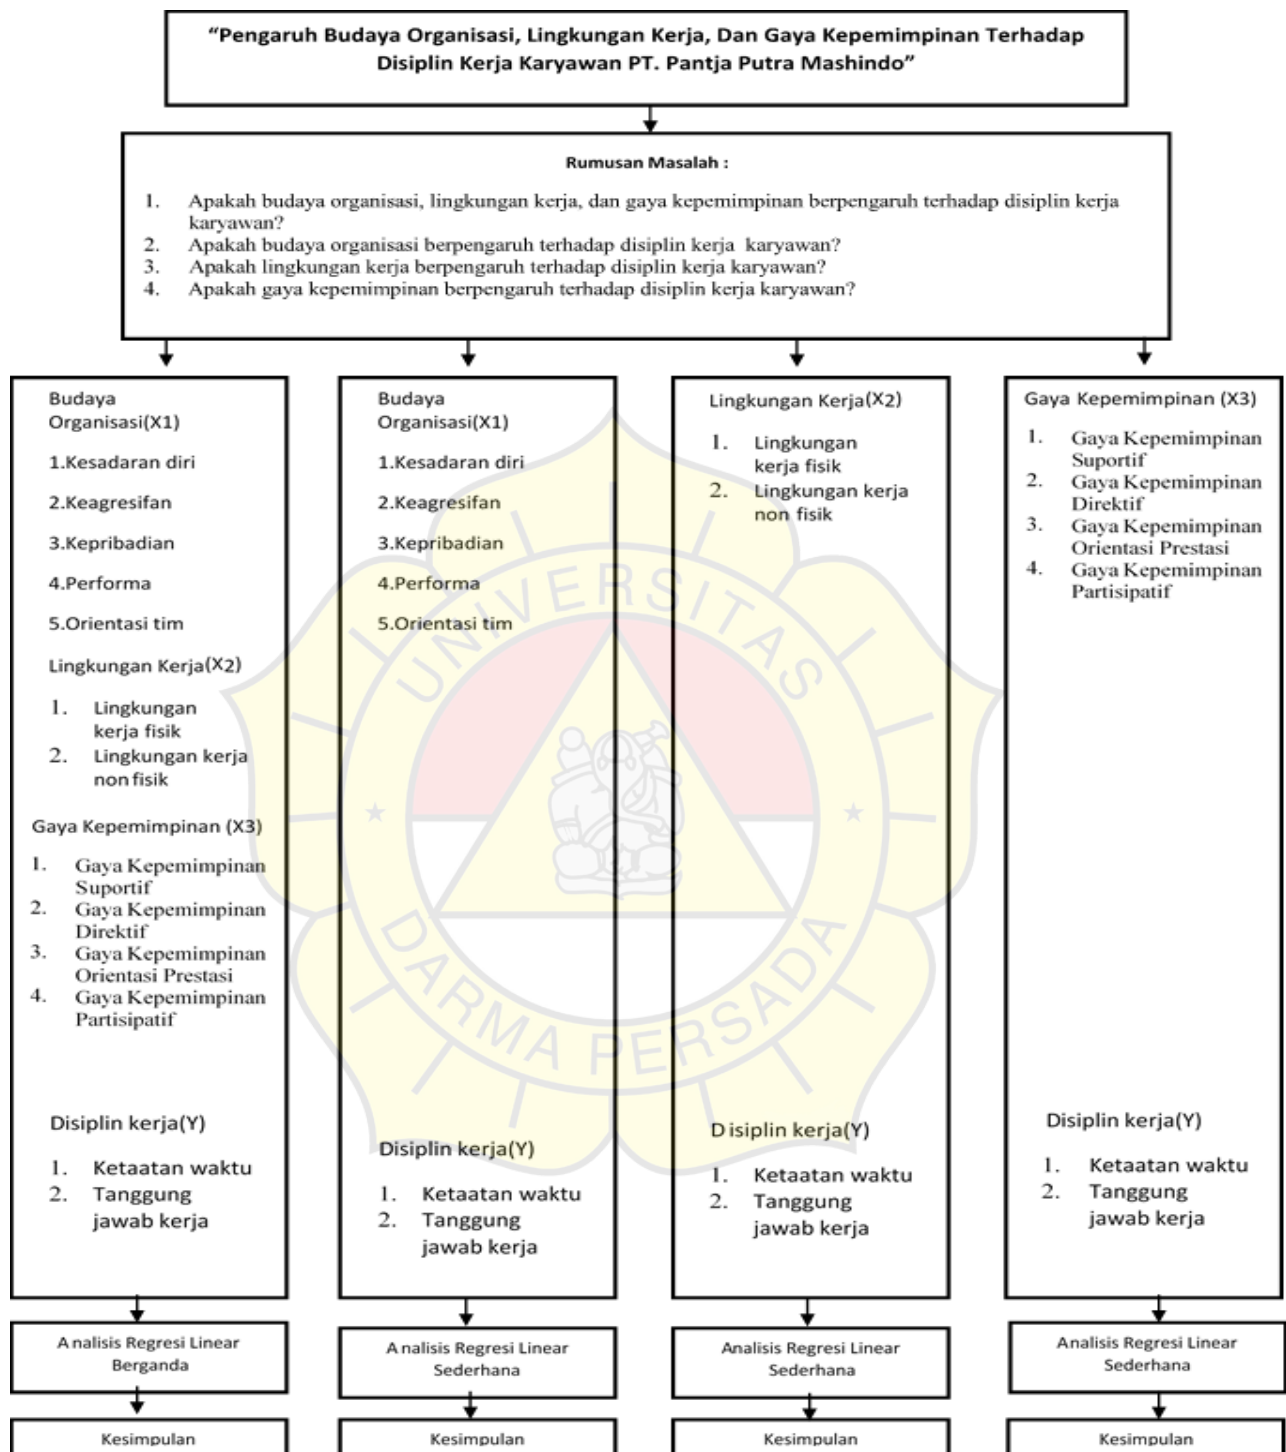 “Pengaruh Budaya Organisasi, Lingkungan Kerja, Dan Gaya Kepemimpinan Terhadap
Disiplin Kerja Karyawan PT. Pantja Putra Mashindo”
Rumusan Masalah :
1. Apakah budaya organisasi, lingkungan kerja, dan gaya kepemimpinan berpengaruh terhadap disiplin kerja
karyawan?
2. Apakah budaya organisasi berpengaruh terhadap disiplin kerja karyawan?
3. Apakah lingkungan kerja berpengaruh terhadap disiplin kerja karyawan?
4. Apakah gaya kepemimpinan berpengaruh terhadap disiplin kerja karyawan?
Budaya
Organisasi(X1)
1.Kesadaran diri
2.Keagresifan
3.Kepribadian
4.Performa
5.Orientasi tim
Lingkungan Kerja(X2)
1. Lingkungan
kerja fisik
2. Lingkungan kerja
non fisik
Gaya Kepemimpinan (X3)
1. Gaya Kepemimpinan
Suportif
2. Gaya Kepemimpinan
Direktif
3. Gaya Kepemimpinan
Orientasi Prestasi
4. Gaya Kepemimpinan
Partisipatif
Disiplin kerja(Y)
1. Ketaatan waktu
2. Tanggung
jawab kerja
Analisis Regresi Linear
Berganda
Kesimpulan
Budaya
Organisasi(X1)
1.Kesadaran diri
2.Keagresifan
3.Kepribadian
4.Performa
5.Orientasi tim
Disiplin kerja(Y)
1. Ketaatan waktu
2. Tanggung
jawab kerja
Analisis Regresi Linear
Sederhana
Kesimpulan
Lingkungan Kerja(X2)
1. Lingkungan
kerja fisik
2. Lingkungan kerja
non fisik
Disiplin kerja(Y)
1. Ketaatan waktu
2. Tanggung
jawab kerja
Analisis Regresi Linear
Sederhana
Kesimpulan
Gaya Kepemimpinan (X3)
1. Gaya Kepemimpinan
Suportif
2. Gaya Kepemimpinan
Direktif
3. Gaya Kepemimpinan
Orientasi Prestasi
4. Gaya Kepemimpinan
Partisipatif
Disiplin kerja(Y)
1. Ketaatan waktu
2. Tanggung
jawab kerja
Analisis Regresi Linear
Sederhana
Kesimpulan
UNIVERSITAS
DARMA PERSADA